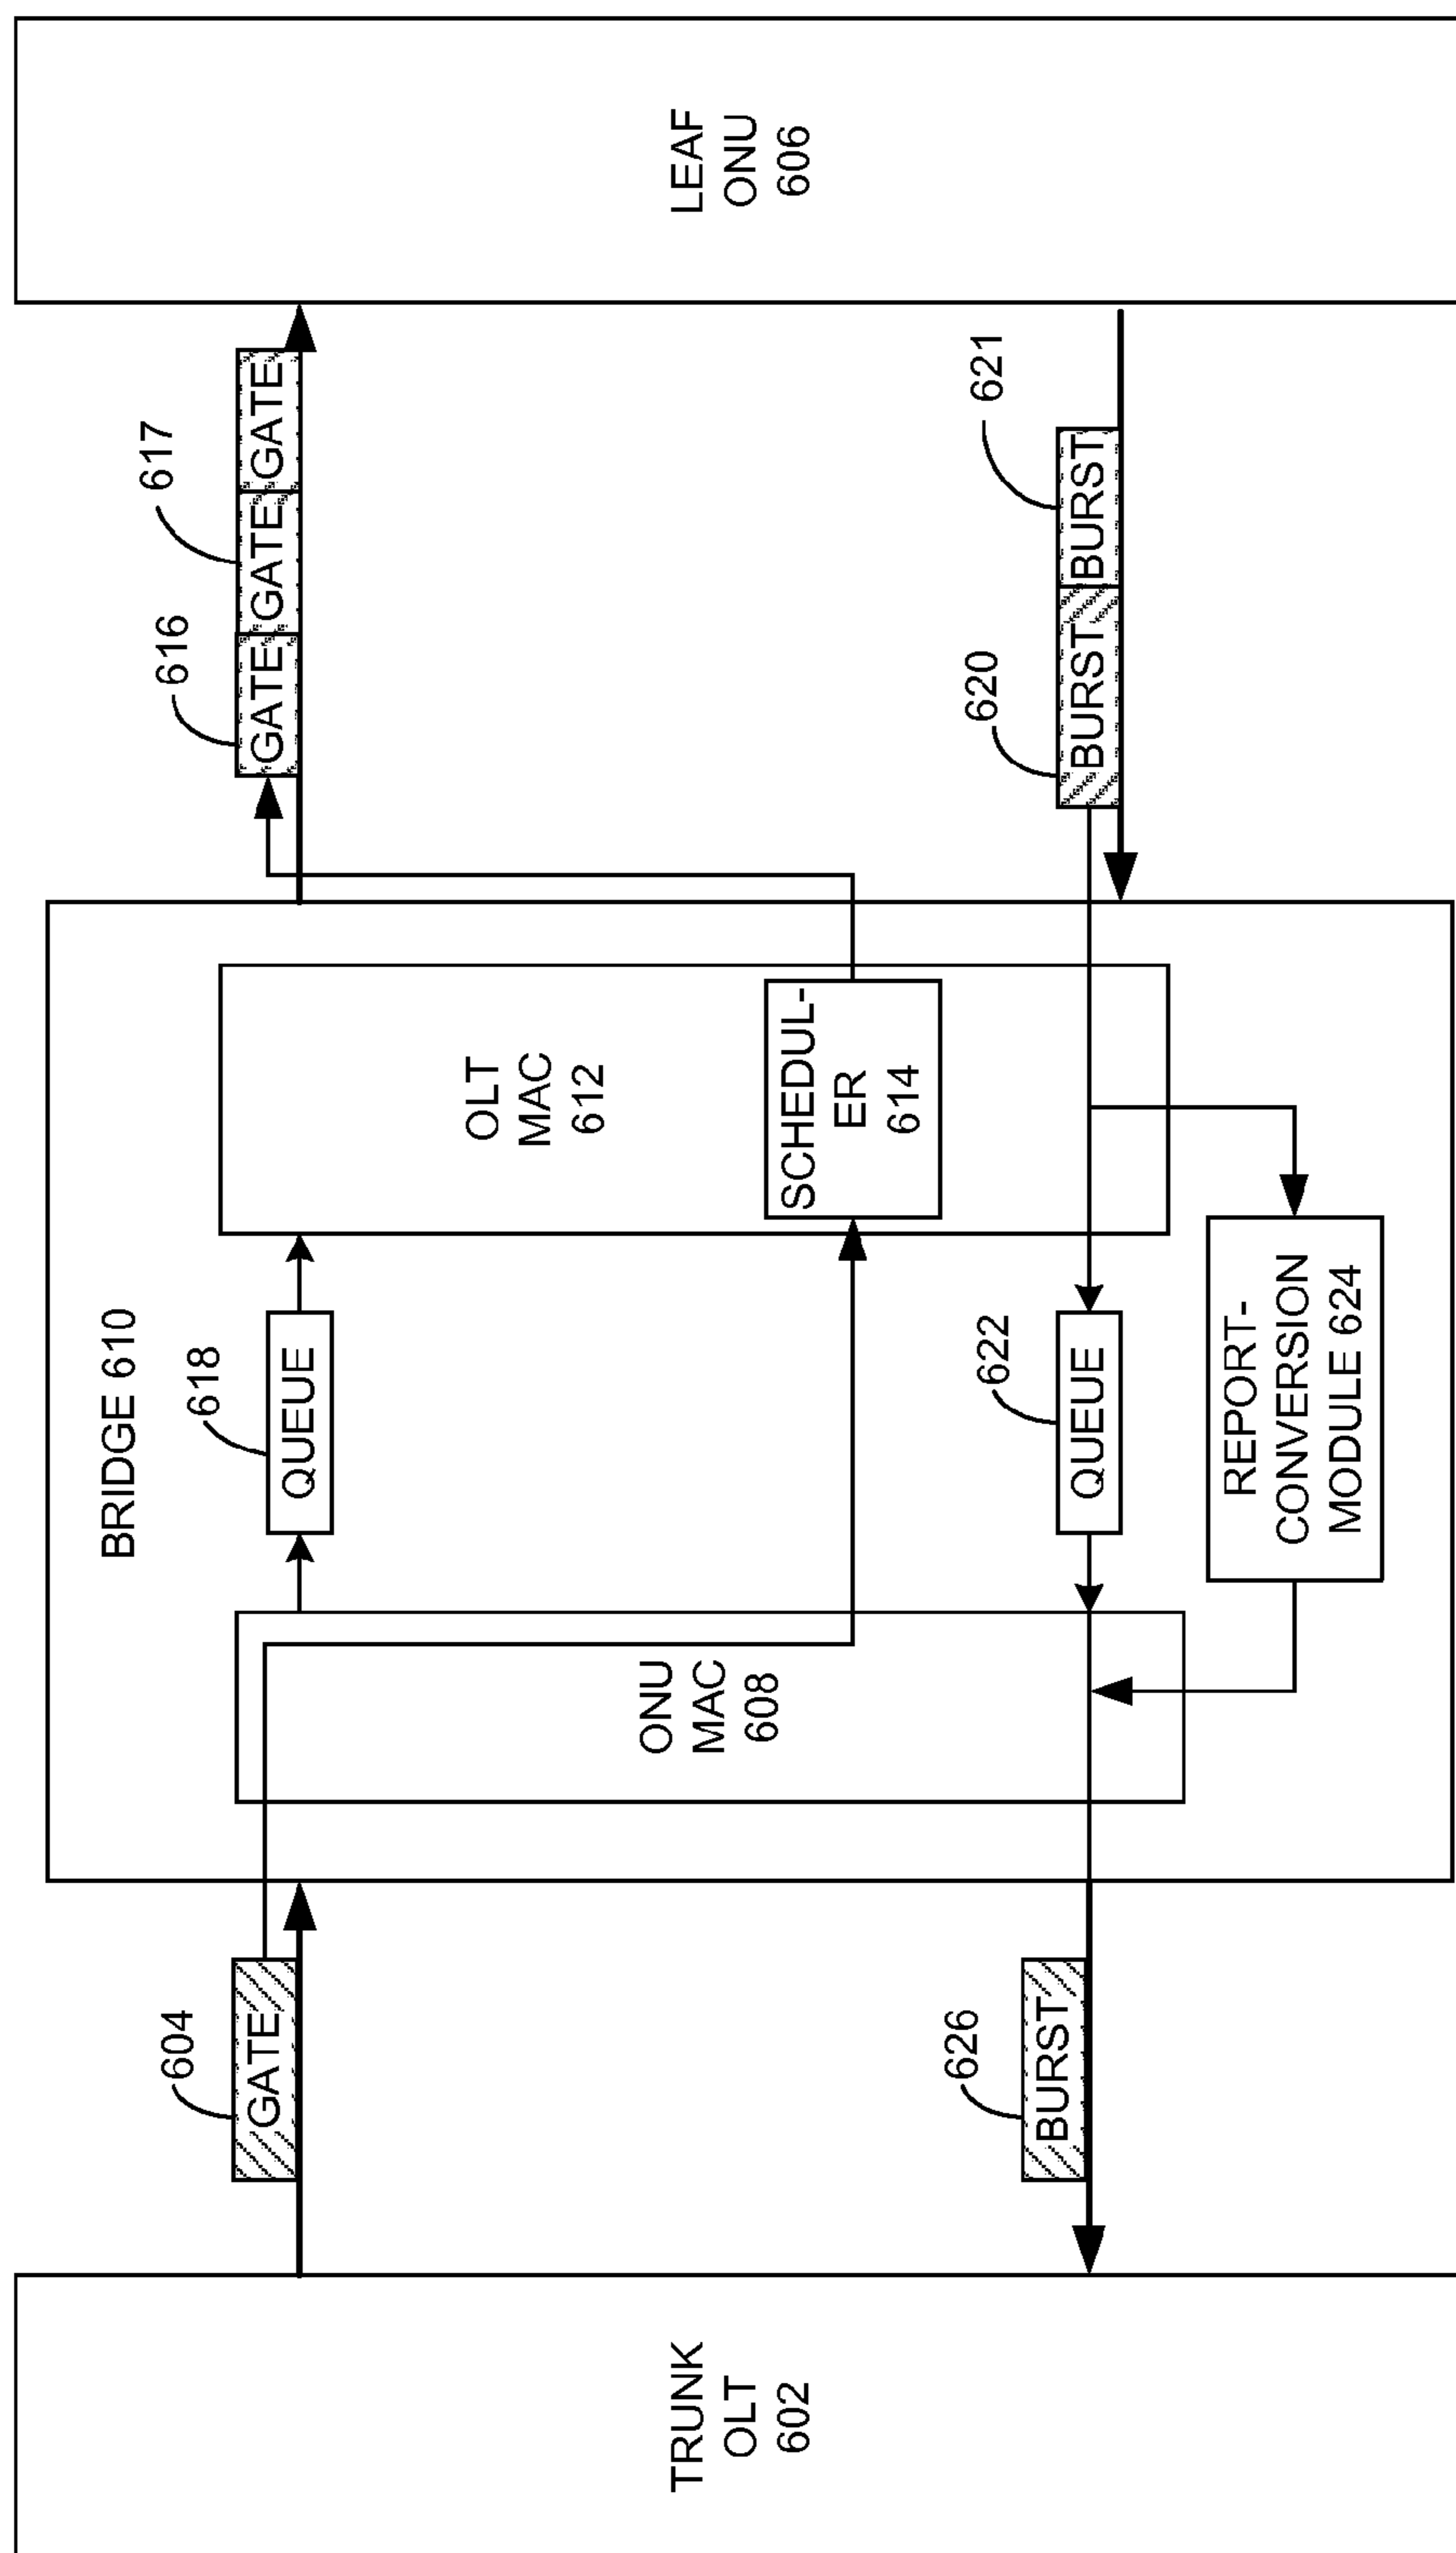 TRUNK
OLT
602
604
GATE
626
BURST
BRIDGE 610
ONU
MAC
608
618
QUEUE
622
QUEUE
REPORT-
CONVERSION
MODULE 624
OLT
MAC
612
SCHEDUL-
ER
614
616
617
GATE GATE GATE
620
621
BURST BURST
LEAF
ONU
606